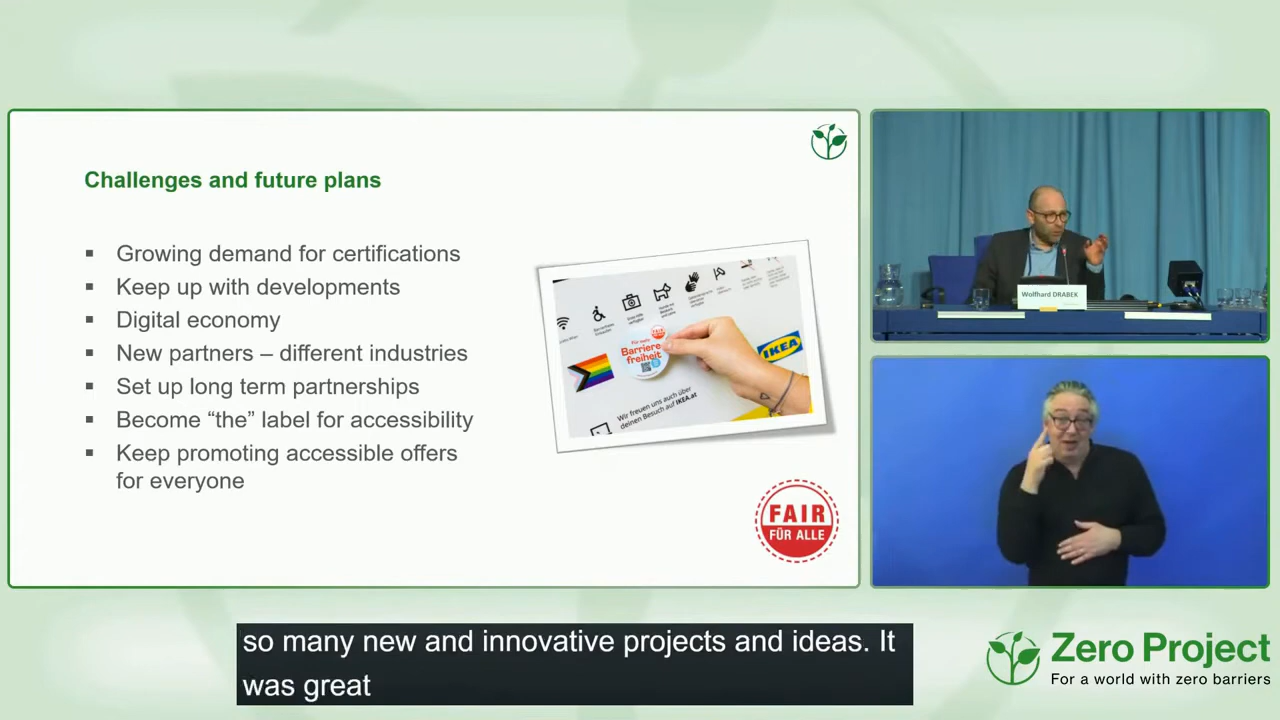 Challenges and future plans
▪ Growing demand for certifications
▪ Keep up with developments
▪ Digital economy
▪ New partners – different industries
▪ Set up long term partnerships
▪ Become “the” label for accessibility
▪ Keep promoting accessible offers
for everyone
Für mehr
Barriere
freiheit
IKEA
Wir freuen uns auch über
deinen Besuch auf IKEA.at
FAIR
FÜR ALLE
Wolfhard DRABEK
so many new and innovative projects and ideas. It
was great
Zero Project
For a world with zero barriers